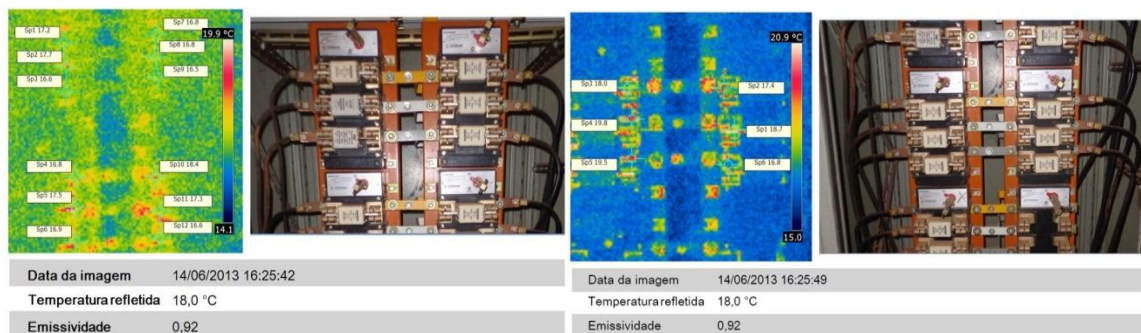 Sp1 17.2
Sp2 17.7
Sp3 16.6
Sp7 16.8
Sp8 16.8
Sp9 16.5
19.9 ºC
Sp4 16.8
Sp5 17.5
Sp6 16.9
Sp10 18.4
Sp11 17.3
Sp12 16.6
14.1
20.9 ºC
Sp3 18.0
Sp4 19.8
Sp5 19.5
Sp2 17.4
Sp1 18.7
Sp6 16.8
15.0
Data da imagem 14/06/2013 16:25:42
Temperatura refletida 18,0 °C
Emissividade 0,92
Data da imagem 14/06/2013 16:25:49
Temperatura refletida 18,0 °C
Emissividade 0,92